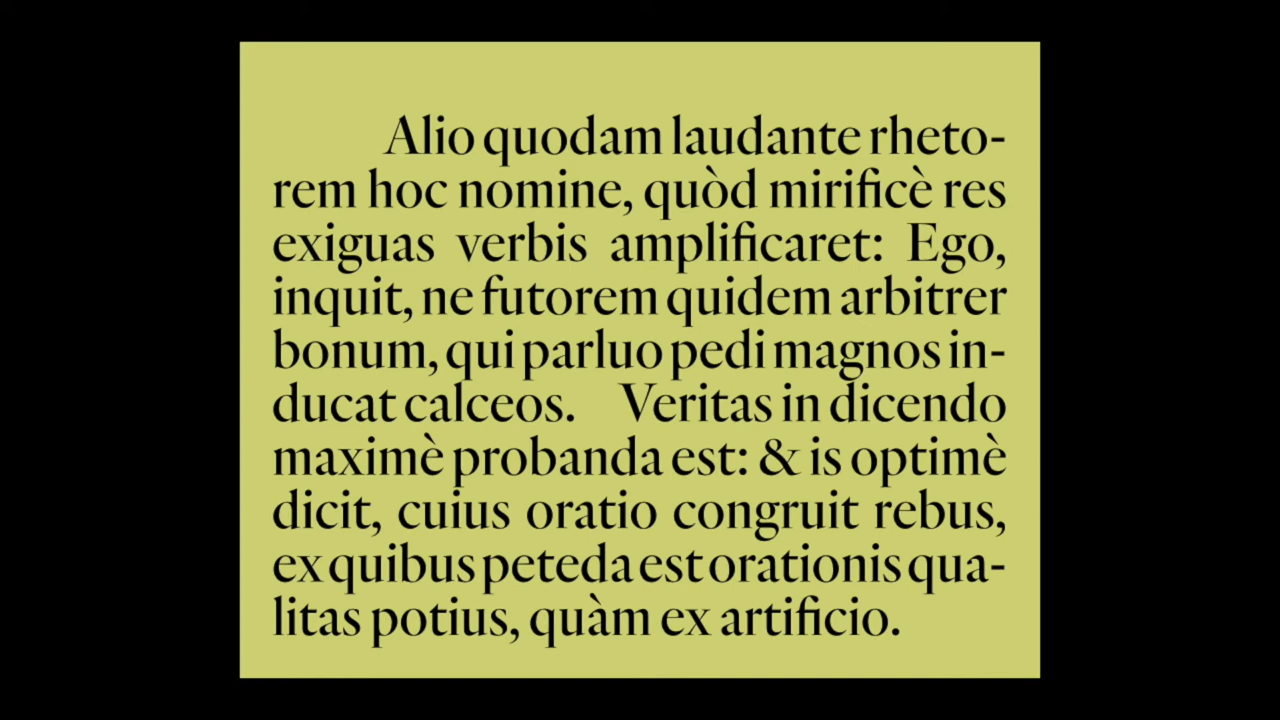 Alio quodam laudante rheto-
rem hoc nomine, quòd mirificè res
exiguas verbis amplificaret: Ego,
inquit, ne futorem quidem arbitrer
bonum, qui parluo pedi magnos in-
ducat calceos. Veritas in dicendo
maximè probanda est: & is optimè
dicit, cuius oratio congruit rebus,
ex quibus peteda est orationis qua-
litas potius, quàm ex artificio.